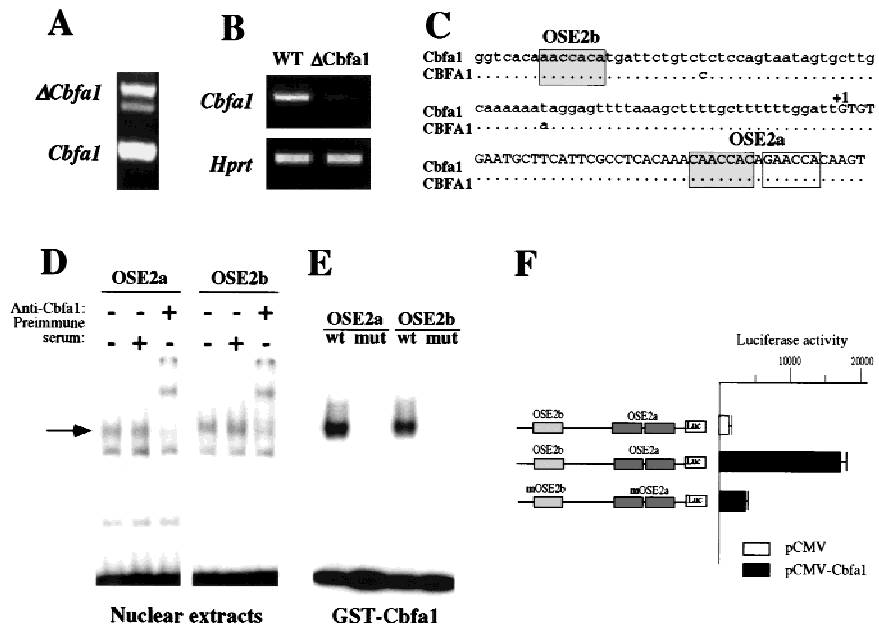 A
ΔCbfa1
Cbfa1
B
WT ΔCbfa1
Cbfa1
Hprt
C
OSE2b
Cbfa1 ggtcacaaaccacatgattctgtctctccagtaatagtgcttg
CBFA1 ......................c....................
caaaaaataggagttttaaagcttttgcttttttggattGTGT
+1
Cbfa1
CBFA1 .......a...................................
OSE2a
GAATGCTTCATTCGCCTCACAAACAACCACAGAACCACAAGT
Cbfa1
CBFA1 ..........................................
D
OSE2a OSE2b
Anti-Cbfa1: - - + - - +
Preimmune
serum: - + - + 
E
OSE2a OSE2b
wt mut wt mut
Nuclear extracts
GST-Cbfa1
F
Luciferase activity
10000 20000
OSE2b OSE2a
Luc
OSE2b OSE2a
Luc
mOSE2b mOSE2a
Luc
pCMV
pCMV-Cbfa1